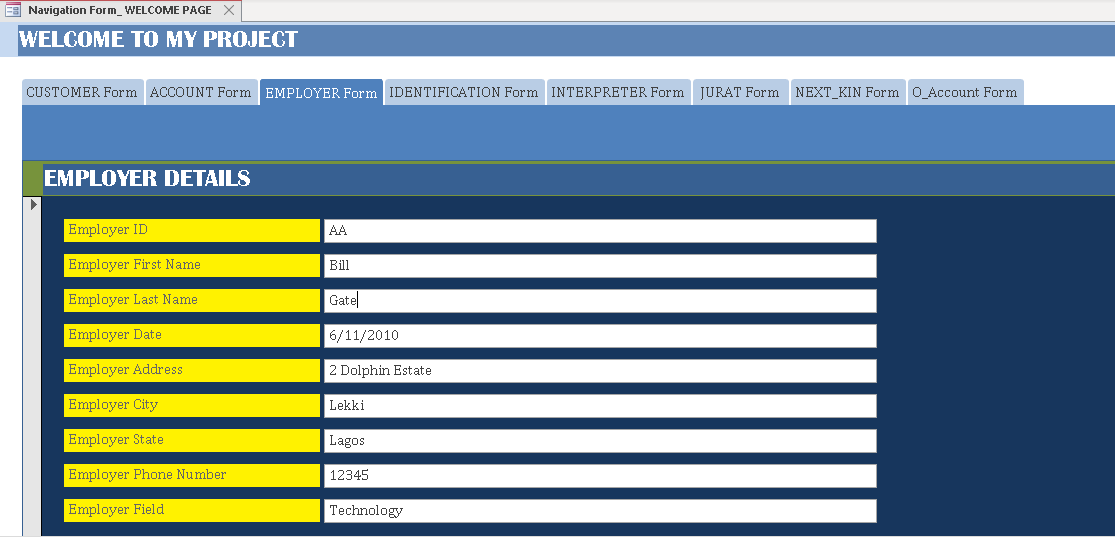 Navigation Form_ WELCOME PAGE
WELCOME TO MY PROJECT
CUSTOMER Form ACCOUNT Form EMPLOYER Form IDENTIFICATION Form INTERPRETER Form JURAT Form NEXT_KIN Form O_Account Form
EMPLOYER DETAILS
Employer ID AA
Employer First Name Bill
Employer Last Name Gate
Employer Date 6/11/2010
Employer Address 2 Dolphin Estate
Employer City Lekki
Employer State Lagos
Employer Phone Number 12345
Employer Field Technology